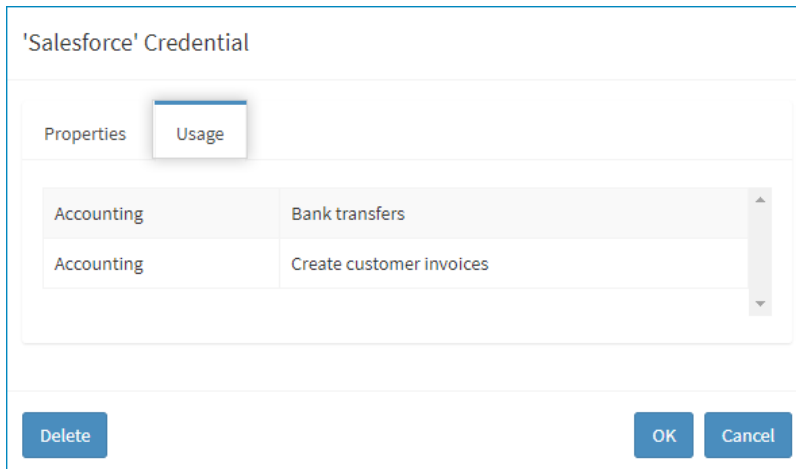 'Salesforce' Credential
Properties Usage
Accounting Bank transfers
Accounting Create customer invoices
Delete OK Cancel